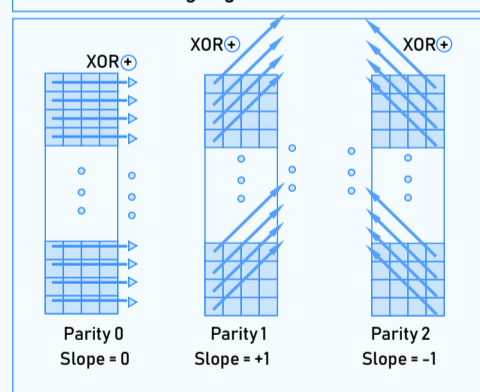 XOR+
XOR+
XOR+
Parity 0
Slope = 0
Parity 1
Slope = +1
Parity 2
Slope = -1